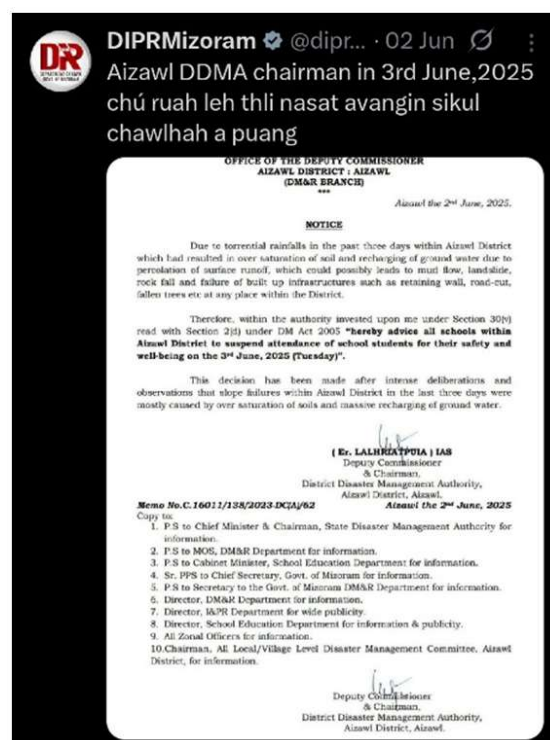 DIPRMizoram @dipr... · 02 Jun
Aizawl DDMA chairman in 3rd June,2025
chú ruah leh thli nasat avangin sikul
chawlhah a puang
DIPR
OFFICE OF THE DEPUTY COMMISSIONER
AIZAWL DISTRICT : AIZAWL
(DM&R BRANCH)
***
Aizawl the 2nd June, 2025.
NOTICE
Due to torrential rainfalls in the past three days within Aizawl District
which had resulted in over saturation of soil and recharging of ground water due to
percolation of surface runoff, which could possibly leads to mud flow, landslide,
rock fall and failure of built up infrastructures such as retaining wall, road-cut,
fallen trees etc at any place within the District.
Therefore, within the authority invested upon me under Section 30(v)
read with Section 2(d) under DM Act 2005 "hereby advice all schools within
Aizawl District to suspend attendance of school students for their safety and
well-being on the 3rd June, 2025 (Tuesday)".
This decision has been made after intense deliberations and
observations that slope failures within Aizawl District in the last three days were
mostly caused by over saturation of soils and massive recharging of ground water.
( Er. LALHRIATPUIA ) IAS
Deputy Commissioner
& Chairman,
District Disaster Management Authority,
Aizawl District, Aizawl.
Memo No.C.16011/138/2023-DC(A)/62 Aizawl the 2nd June, 2025
Copy to:
1. P.S to Chief Minister & Chairman, State Disaster Management Authority for
information.
2. P.S to MOS, DM&R Department for information.
3. P.S to Cabinet Minister, School Education Department for information.
4. Sr. PPS to Chief Secretary, Govt. of Mizoram for information.
5. P.S to Secretary to the Govt. of Mizoram DM&R Department for information.
6. Director, DM&R Department for information.
7. Director, I&PR Department for wide publicity.
8. Director, School Education Department for information & publicity.
9. All Zonal Officers for information.
10.Chairman, All Local/Village Level Disaster Management Committee, Aizawl
District, for information.
Deputy Commissioner
& Chairman,
District Disaster Management Authority,
Aizawl District, Aizawl.